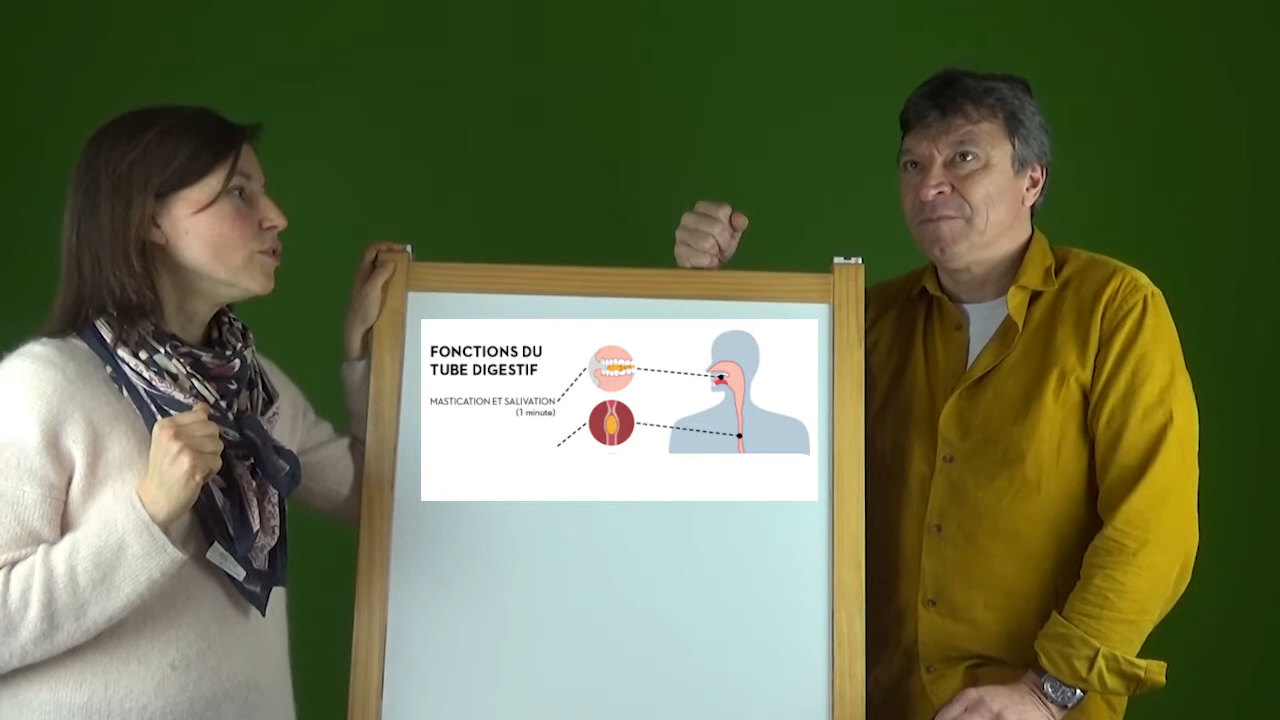 FONCTIONS DU
TUBE DIGESTIF
MASTICATION ET SALIVATION
(1 minute)